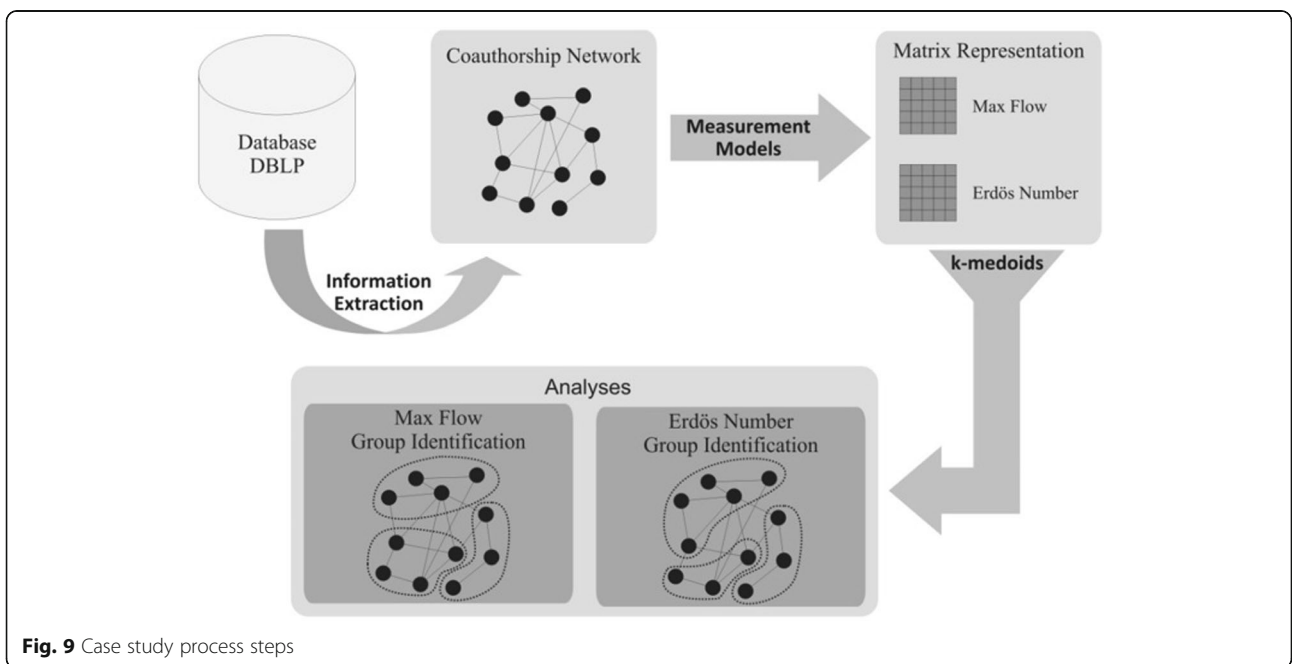 Database
DBLP
Coauthorship Network
Matrix Representation
Max Flow
Erdös Number
Measurement
Models
Information
Extraction
k-medoids
Analyses
Max Flow
Group Identification
Erdös Number
Group Identification
Fig. 9 Case study process steps